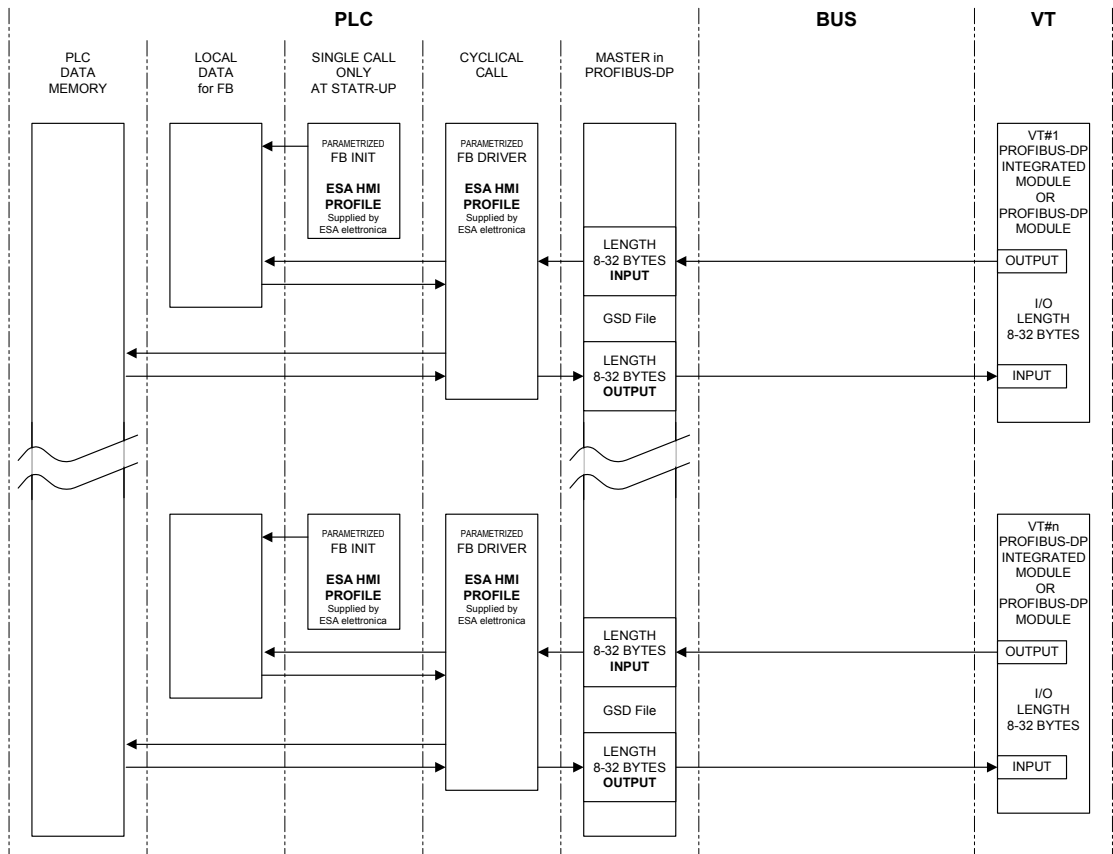 PLC
BUS
VT
PLC
DATA
MEMORY
LOCAL
DATA
for FB
SINGLE CALL
ONLY
AT STATR-UP
CYCLICAL
CALL
MASTER in
PROFIBUS-DP
PARAMETRIZED
FB INIT
ESA HMI
PROFILE
Supplied by
ESA elettronica
PARAMETRIZED
FB DRIVER
ESA HMI
PROFILE
Supplied by
ESA elettronica
LENGTH
8-32 BYTES
INPUT
GSD File
LENGTH
8-32 BYTES
OUTPUT
VT#1
PROFIBUS-DP
INTEGRATED
MODULE
OR
PROFIBUS-DP
MODULE
OUTPUT
I/O
LENGTH
8-32 BYTES
INPUT
PARAMETRIZED
FB INIT
ESA HMI
PROFILE
Supplied by
ESA elettronica
PARAMETRIZED
FB DRIVER
ESA HMI
PROFILE
Supplied by
ESA elettronica
LENGTH
8-32 BYTES
INPUT
GSD File
LENGTH
8-32 BYTES
OUTPUT
VT#n
PROFIBUS-DP
INTEGRATED
MODULE
OR
PROFIBUS-DP
MODULE
OUTPUT
I/O
LENGTH
8-32 BYTES
INPUT